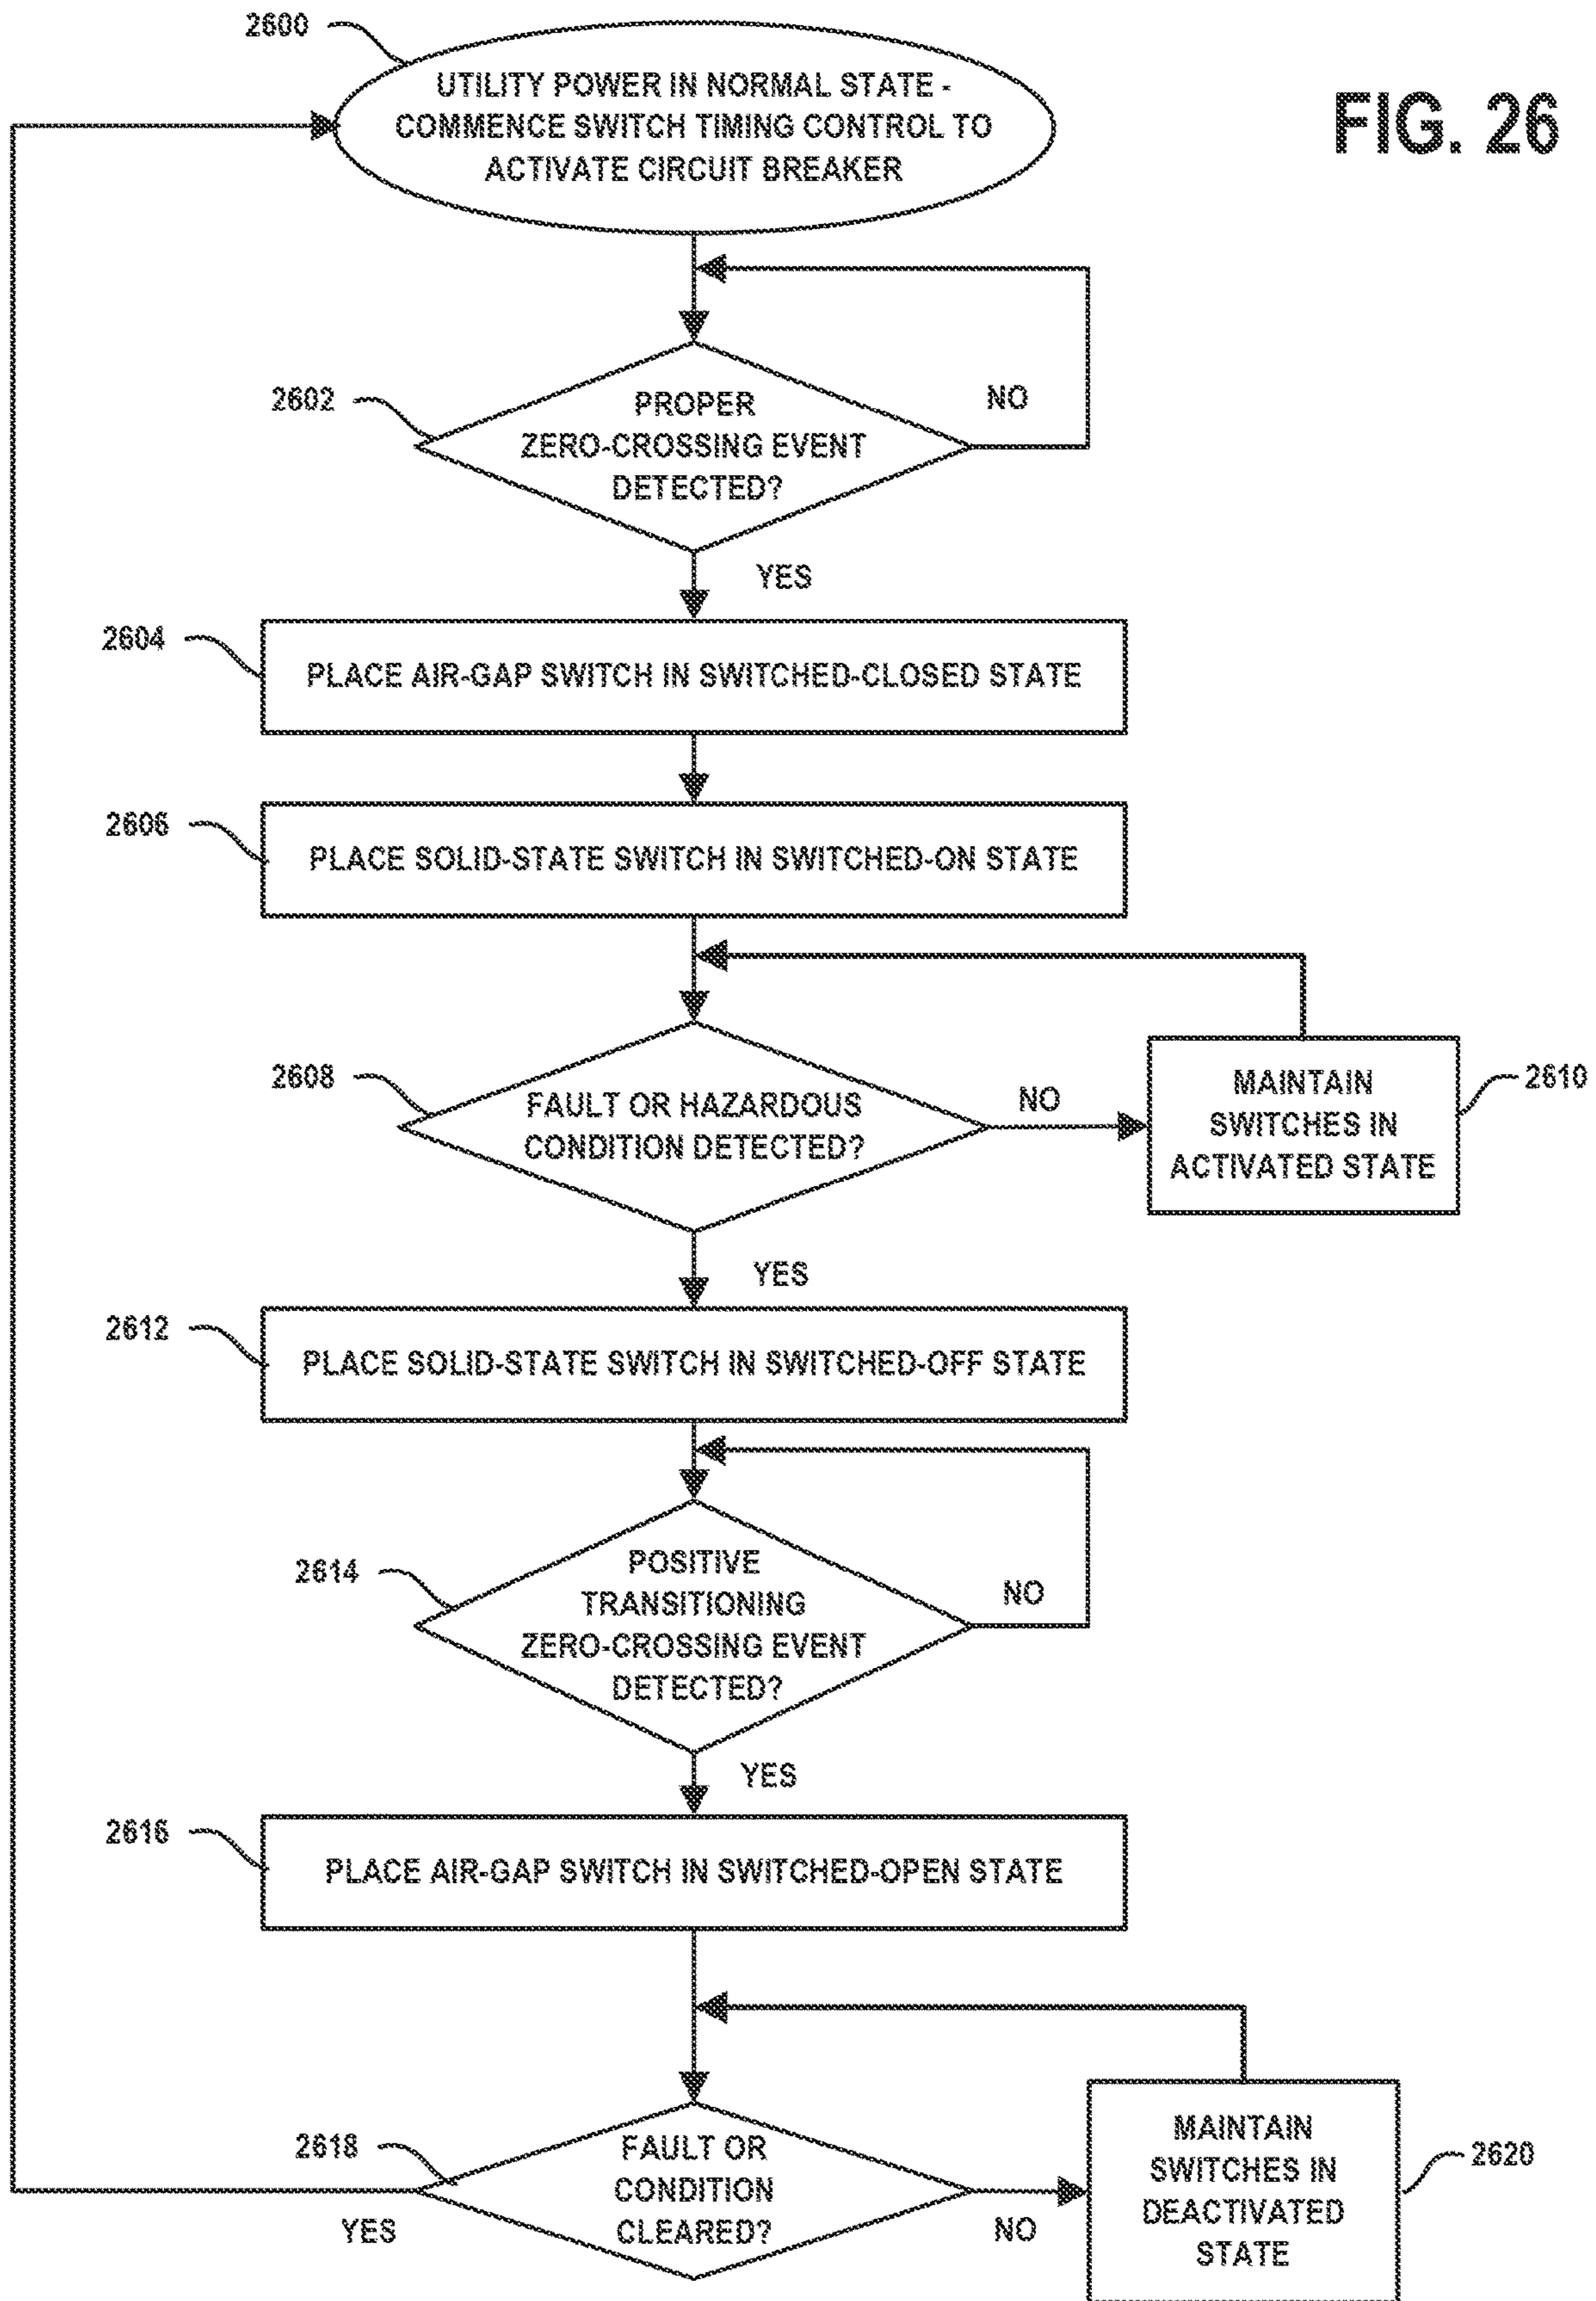 2600
UTILITY POWER IN NORMAL STATE -
COMMENCE SWITCH TIMING CONTROL TO
ACTIVATE CIRCUIT BREAKER
FIG. 26
2602
PROPER
ZERO-CROSSING EVENT
DETECTED?
NO
YES
2604
PLACE AIR-GAP SWITCH IN SWITCHED-CLOSED STATE
2606
PLACE SOLID-STATE SWITCH IN SWITCHED-ON STATE
2608
FAULT OR HAZARDOUS
CONDITION DETECTED?
NO
MAINTAIN
SWITCHES IN
ACTIVATED STATE
2610
YES
2612
PLACE SOLID-STATE SWITCH IN SWITCHED-OFF STATE
2614
POSITIVE
TRANSITIONING
ZERO-CROSSING EVENT
DETECTED?
NO
YES
2616
PLACE AIR-GAP SWITCH IN SWITCHED-OPEN STATE
2618
FAULT OR
CONDITION
CLEARED?
YES
NO
MAINTAIN
SWITCHES IN
DEACTIVATED
STATE
2620